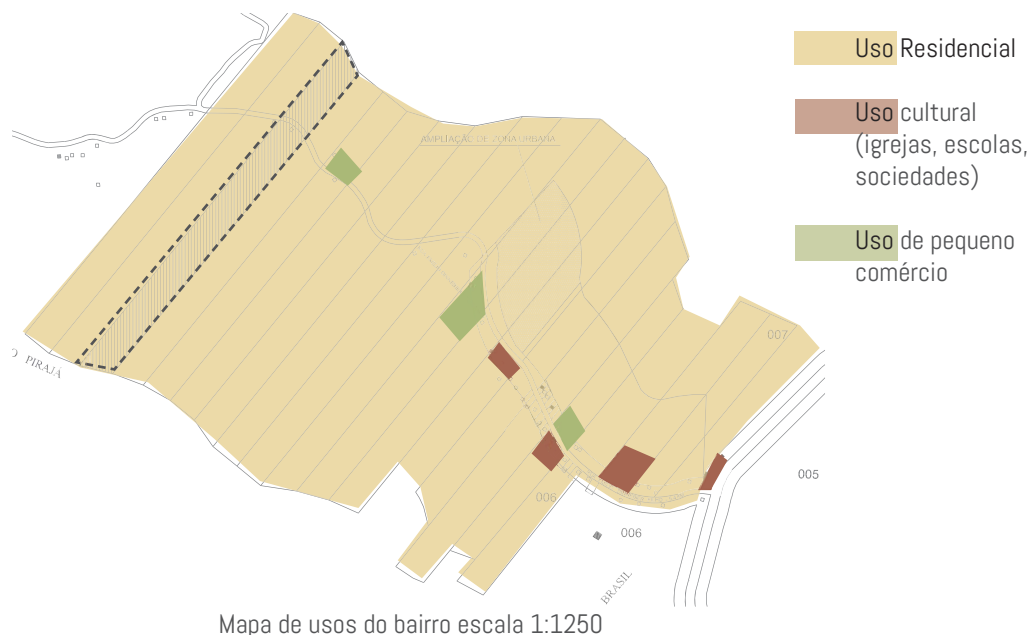 Uso Residencial
Uso cultural
(igrejas, escolas,
sociedades)
Uso de pequeno
comércio
AMPLIAÇÃO DE ZONA URBANA
007
O PIRAJÁ
005
006
006
BRASIL
Mapa de usos do bairro escala 1:1250